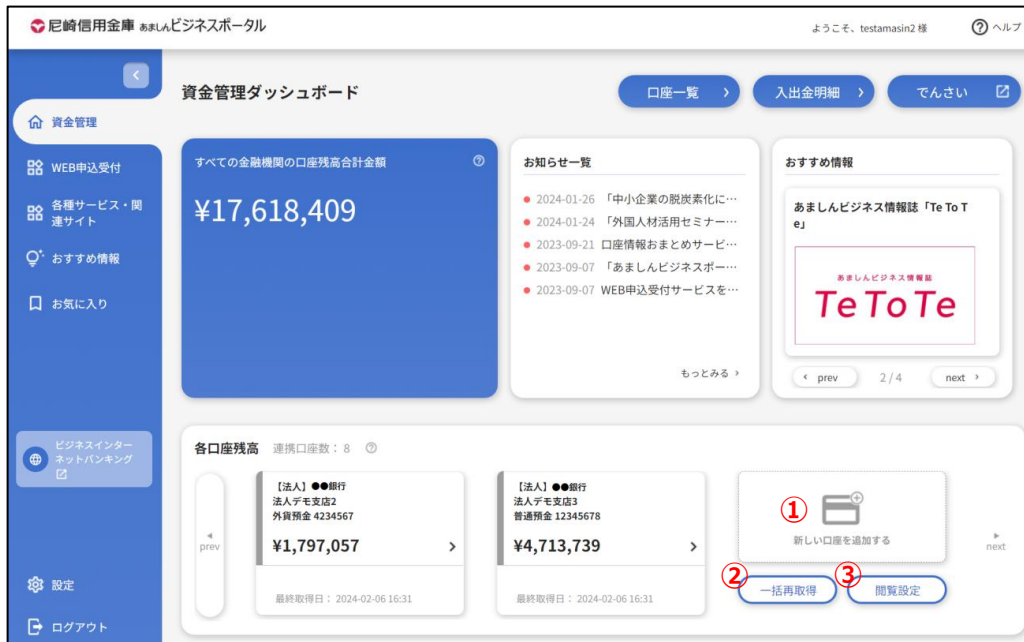 尼崎信用金庫 あましんビジネスポータル
ようこそ、testamasin2 様
ヘルプ
資金管理
WEB申込受付
各種サービス・関
連サイト
おすすめ情報
お気に入り
ビジネスインター
ネットバンキング
設定
ログアウト
資金管理ダッシュボード
口座一覧
入出金明細
でんさい
すべての金融機関の口座残高合計金額
¥17,618,409
お知らせ一覧
2024-01-26 「中小企業の脱炭素化に…
2024-01-24 「外国人材活用セミナー…
2023-09-21 口座情報おまとめサービ…
2023-09-07 「あましんビジネスポー…
2023-09-07 WEB申込受付サービスを…
もっとみる
おすすめ情報
あましんビジネス情報誌「Te To T
e」
あましんビジネス情報誌
TeToTe
prev
2 / 4
next
各口座残高 連携口座数： 8
prev
【法人】●●銀行
法人デモ支店2
外貨預金 4234567
¥1,797,057
最終取得日： 2024-02-06 16:31
【法人】●●銀行
法人デモ支店3
普通預金 12345678
¥4,713,739
最終取得日： 2024-02-06 16:31
①
新しい口座を追加する
②
一括再取得
③
閲覧設定
next